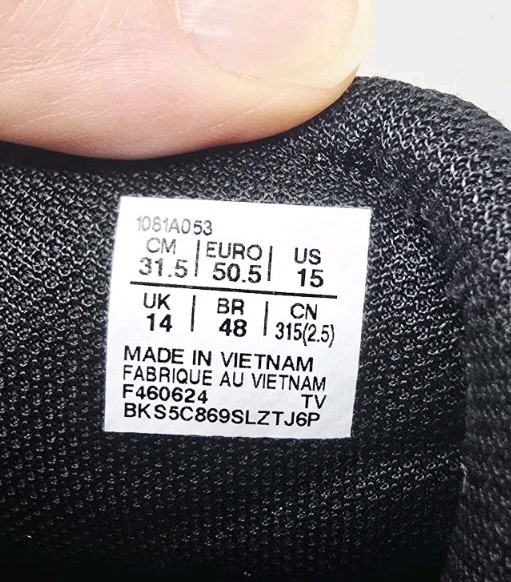 1081A053
CM | EURO | US
31.5 | 50.5 | 15
UK | BR | CN
14 | 48 | 315(2.5)
MADE IN VIETNAM
FABRIQUE AU VIETNAM
F460624 TV
BKS5C869SLZTJ6P